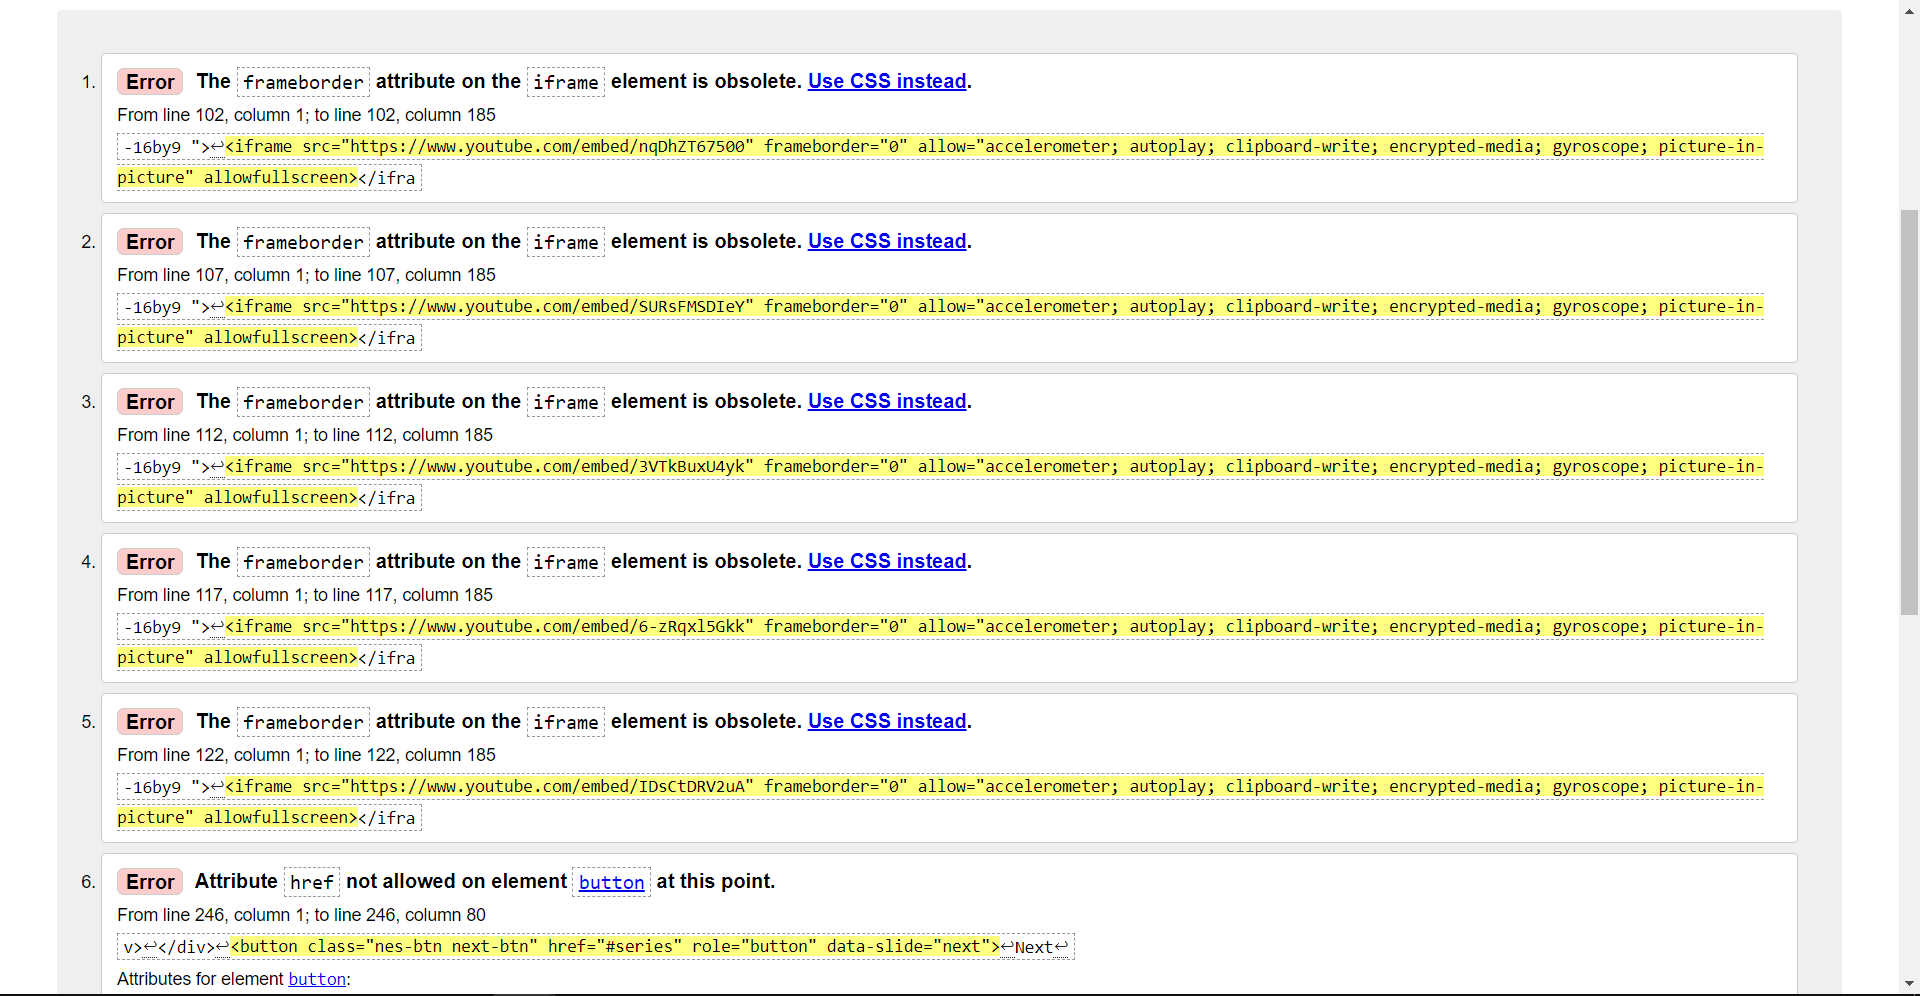 1. Error The frameborder attribute on the iframe element is obsolete. Use CSS instead.
From line 102, column 1; to line 102, column 185
-16by9 ">↩<iframe src="https://www.youtube.com/embed/nqDhZT67500" frameborder="0" allow="accelerometer; autoplay; clipboard-write; encrypted-media; gyroscope; picture-in-
picture" allowfullscreen></ifra
2. Error The frameborder attribute on the iframe element is obsolete. Use CSS instead.
From line 107, column 1; to line 107, column 185
-16by9 ">↩<iframe src="https://www.youtube.com/embed/SURsFMSDIeY" frameborder="0" allow="accelerometer; autoplay; clipboard-write; encrypted-media; gyroscope; picture-in-
picture" allowfullscreen></ifra
3. Error The frameborder attribute on the iframe element is obsolete. Use CSS instead.
From line 112, column 1; to line 112, column 185
-16by9 ">↩<iframe src="https://www.youtube.com/embed/3VTkBuxU4yk" frameborder="0" allow="accelerometer; autoplay; clipboard-write; encrypted-media; gyroscope; picture-in-
picture" allowfullscreen></ifra
4. Error The frameborder attribute on the iframe element is obsolete. Use CSS instead.
From line 117, column 1; to line 117, column 185
-16by9 ">↩<iframe src="https://www.youtube.com/embed/6-zRqxl5Gkk" frameborder="0" allow="accelerometer; autoplay; clipboard-write; encrypted-media; gyroscope; picture-in-
picture" allowfullscreen></ifra
5. Error The frameborder attribute on the iframe element is obsolete. Use CSS instead.
From line 122, column 1; to line 122, column 185
-16by9 ">↩<iframe src="https://www.youtube.com/embed/IDsCtDRV2uA" frameborder="0" allow="accelerometer; autoplay; clipboard-write; encrypted-media; gyroscope; picture-in-
picture" allowfullscreen></ifra
6. Error Attribute href not allowed on element button at this point.
From line 246, column 1; to line 246, column 80
v>↩</div>↩<button class="nes-btn next-btn" href="#series" role="button" data-slide="next">↩Next↩
Attributes for element button: